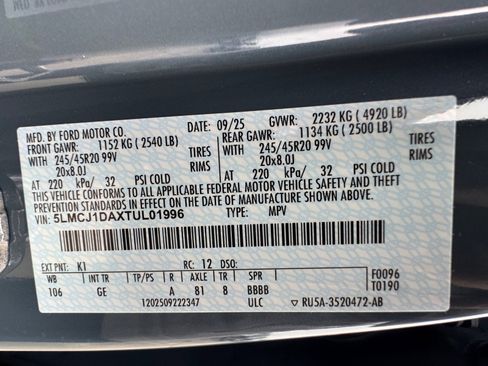 MFD. BY FORD MOTOR CO. DATE: 09/25 GVWR: 2232 KG ( 4920 LB)
FRONT GAWR: 1152 KG ( 2540 LB) REAR GAWR: 1134 KG ( 2500 LB)
WITH 245/45R20 99V TIRES WITH 245/45R20 99V TIRES
20x8.0J RIMS 20x8.0J RIMS
AT 220 kPa/ 32 PSI COLD AT 220 kPa/ 32 PSI COLD
THIS VEHICLE CONFORMS TO ALL APPLICABLE FEDERAL MOTOR VEHICLE SAFETY AND THEFT
PREVENTION STANDARDS IN EFFECT ON THE DATE OF MANUFACTURE SHOWN ABOVE.
VIN: 5LMCJ1DAXTUL01996 TYPE: MPV
EXT PNT: K1 RC: 12 DSO: F0096
WB INT TR TP/PS R AXLE TR SPR T0190
106 GE A 81 8 BBBB
1202509222347 ULC RU5A-3520472-AB